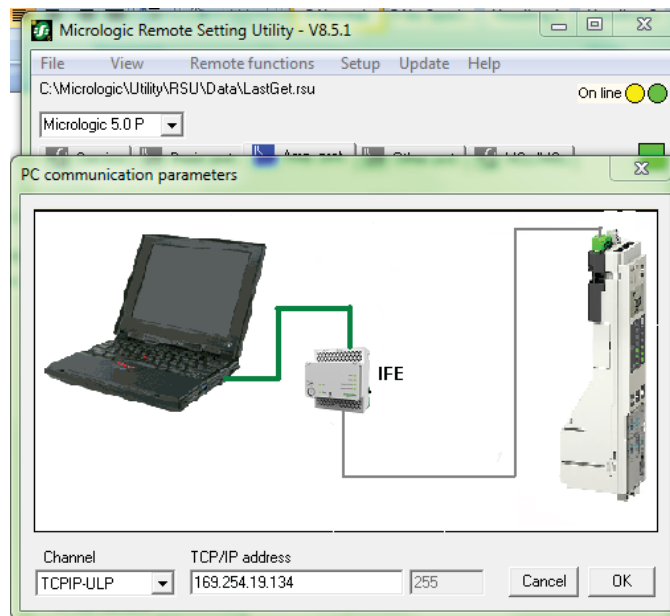 Micrologic Remote Setting Utility - V8.5.1
File View Remote functions Setup Update Help
C:\Micrologic\Utility\RSU\Data\LastGet.rsu
On line
Micrologic 5.0 P
PC communication parameters
IFE
Channel TCP/IP address
TCPIP-ULP 169.254.19.134 255 Cancel OK